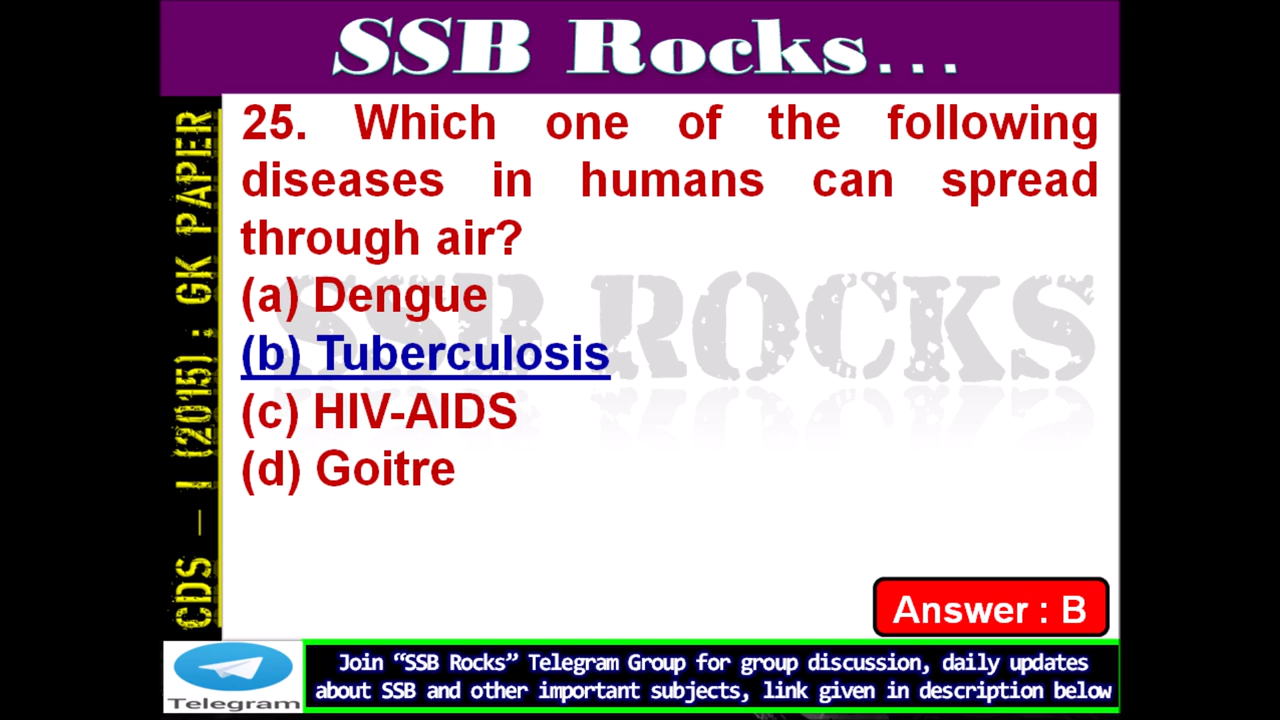 SSB Rocks...
CDS – I (2015) : GK PAPER
25. Which one of the following
diseases in humans can spread
through air?
(a) Dengue
(b) Tuberculosis
(c) HIV-AIDS
(d) Goitre
SSB ROCKS
Answer : B
Telegram
Join “SSB Rocks” Telegram Group for group discussion, daily updates
about SSB and other important subjects, link given in description below